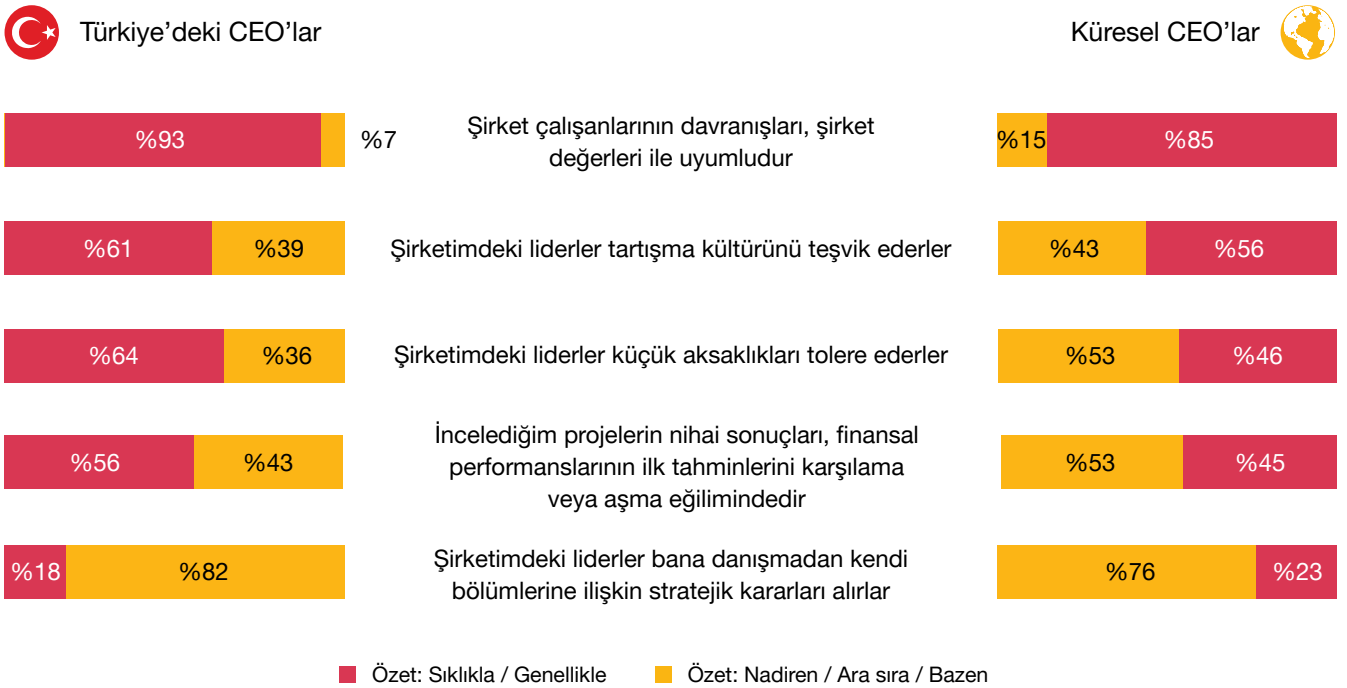 Türkiye’deki CEO’lar
Küresel CEO’lar
%93
%7
Şirket çalışanlarının davranışları, şirket
değerleri ile uyumludur
%15
%85
%61
%39
Şirketimdeki liderler tartışma kültürünü teşvik ederler
%43
%56
%64
%36
Şirketimdeki liderler küçük aksaklıkları tolere ederler
%53
%46
%56
%43
İncelediğim projelerin nihai sonuçları, finansal
performanslarının ilk tahminlerini karşılama
veya aşma eğilimindedir
%53
%45
%18
%82
Şirketimdeki liderler bana danışmadan kendi
bölümlerine ilişkin stratejik kararları alırlar
%76
%23
Özet: Sıklıkla / Genellikle
Özet: Nadiren / Ara sıra / Bazen